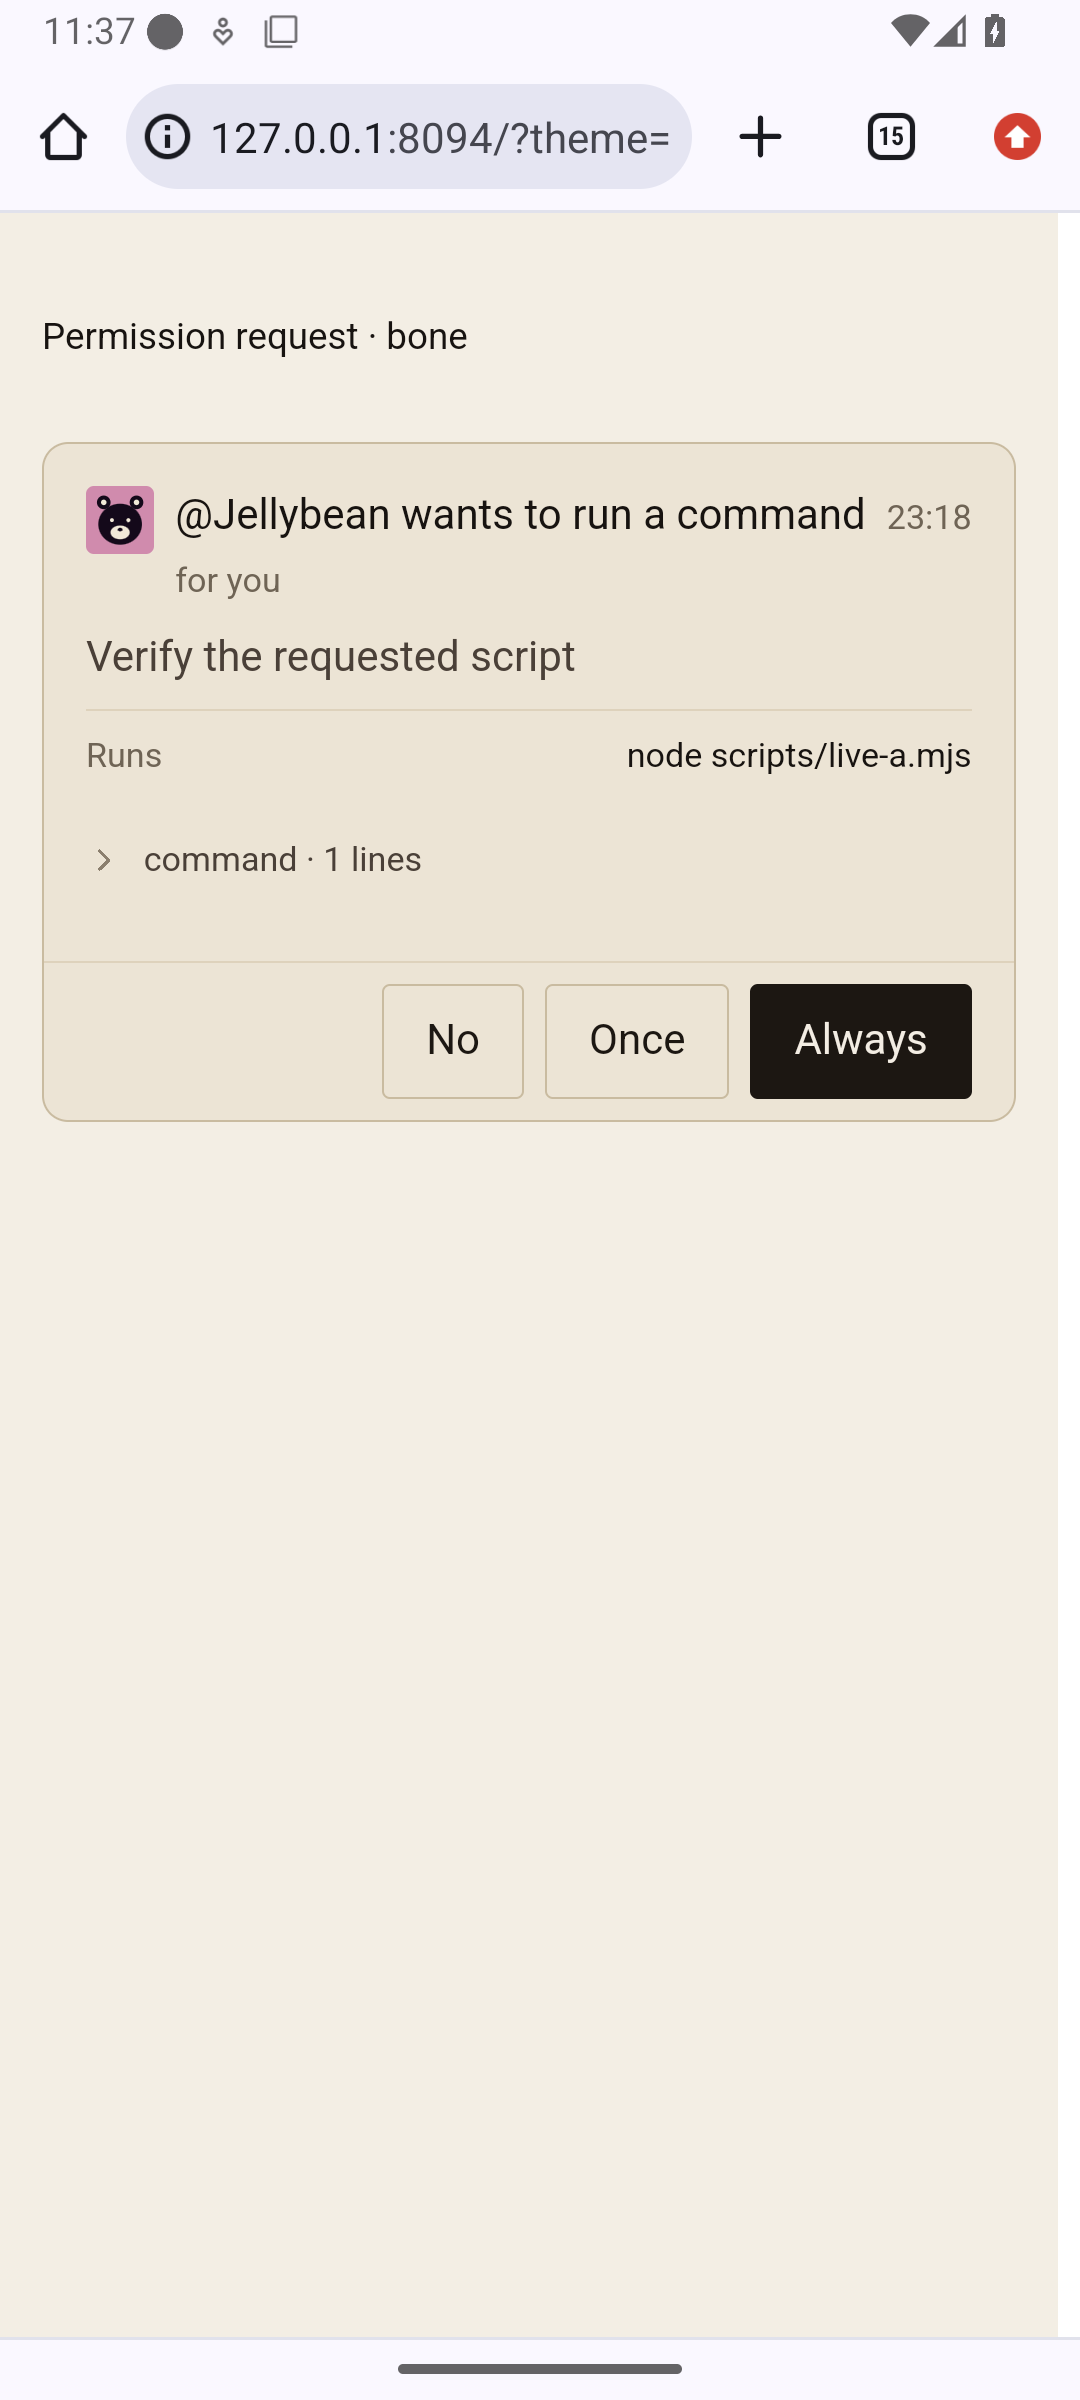 11:37
127.0.0.1:8094/?theme=
15
Permission request · bone
@Jellybean wants to run a command 23:18
for you
Verify the requested script
Runs node scripts/live-a.mjs
command · 1 lines
No Once Always